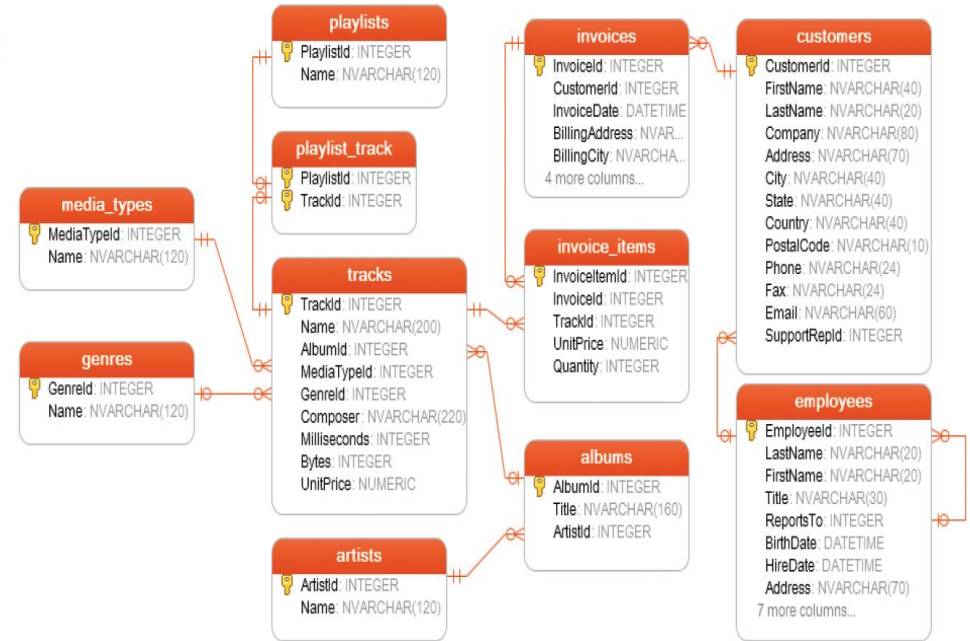 playlists
PlaylistId: INTEGER
Name: NVARCHAR(120)
playlist_track
PlaylistId: INTEGER
TrackId: INTEGER
media_types
MediaTypeId: INTEGER
Name: NVARCHAR(120)
genres
GenreId: INTEGER
Name: NVARCHAR(120)
tracks
TrackId: INTEGER
Name: NVARCHAR(200)
AlbumId: INTEGER
MediaTypeId: INTEGER
GenreId: INTEGER
Composer: NVARCHAR(220)
Milliseconds: INTEGER
Bytes: INTEGER
UnitPrice: NUMERIC
artists
ArtistId: INTEGER
Name: NVARCHAR(120)
invoices
InvoiceId: INTEGER
CustomerId: INTEGER
InvoiceDate: DATETIME
BillingAddress: NVAR...
BillingCity: NVARCHA...
4 more columns...
invoice_items
InvoiceItemId: INTEGER
InvoiceId: INTEGER
TrackId: INTEGER
UnitPrice: NUMERIC
Quantity: INTEGER
albums
AlbumId: INTEGER
Title: NVARCHAR(160)
ArtistId: INTEGER
customers
CustomerId: INTEGER
FirstName: NVARCHAR(40)
LastName: NVARCHAR(20)
Company: NVARCHAR(80)
Address: NVARCHAR(70)
City: NVARCHAR(40)
State: NVARCHAR(40)
Country: NVARCHAR(40)
PostalCode: NVARCHAR(10)
Phone: NVARCHAR(24)
Fax: NVARCHAR(24)
Email: NVARCHAR(60)
SupportRepId: INTEGER
employees
EmployeeId: INTEGER
LastName: NVARCHAR(20)
FirstName: NVARCHAR(20)
Title: NVARCHAR(30)
ReportsTo: INTEGER
BirthDate: DATETIME
HireDate: DATETIME
Address: NVARCHAR(70)
7 more columns...